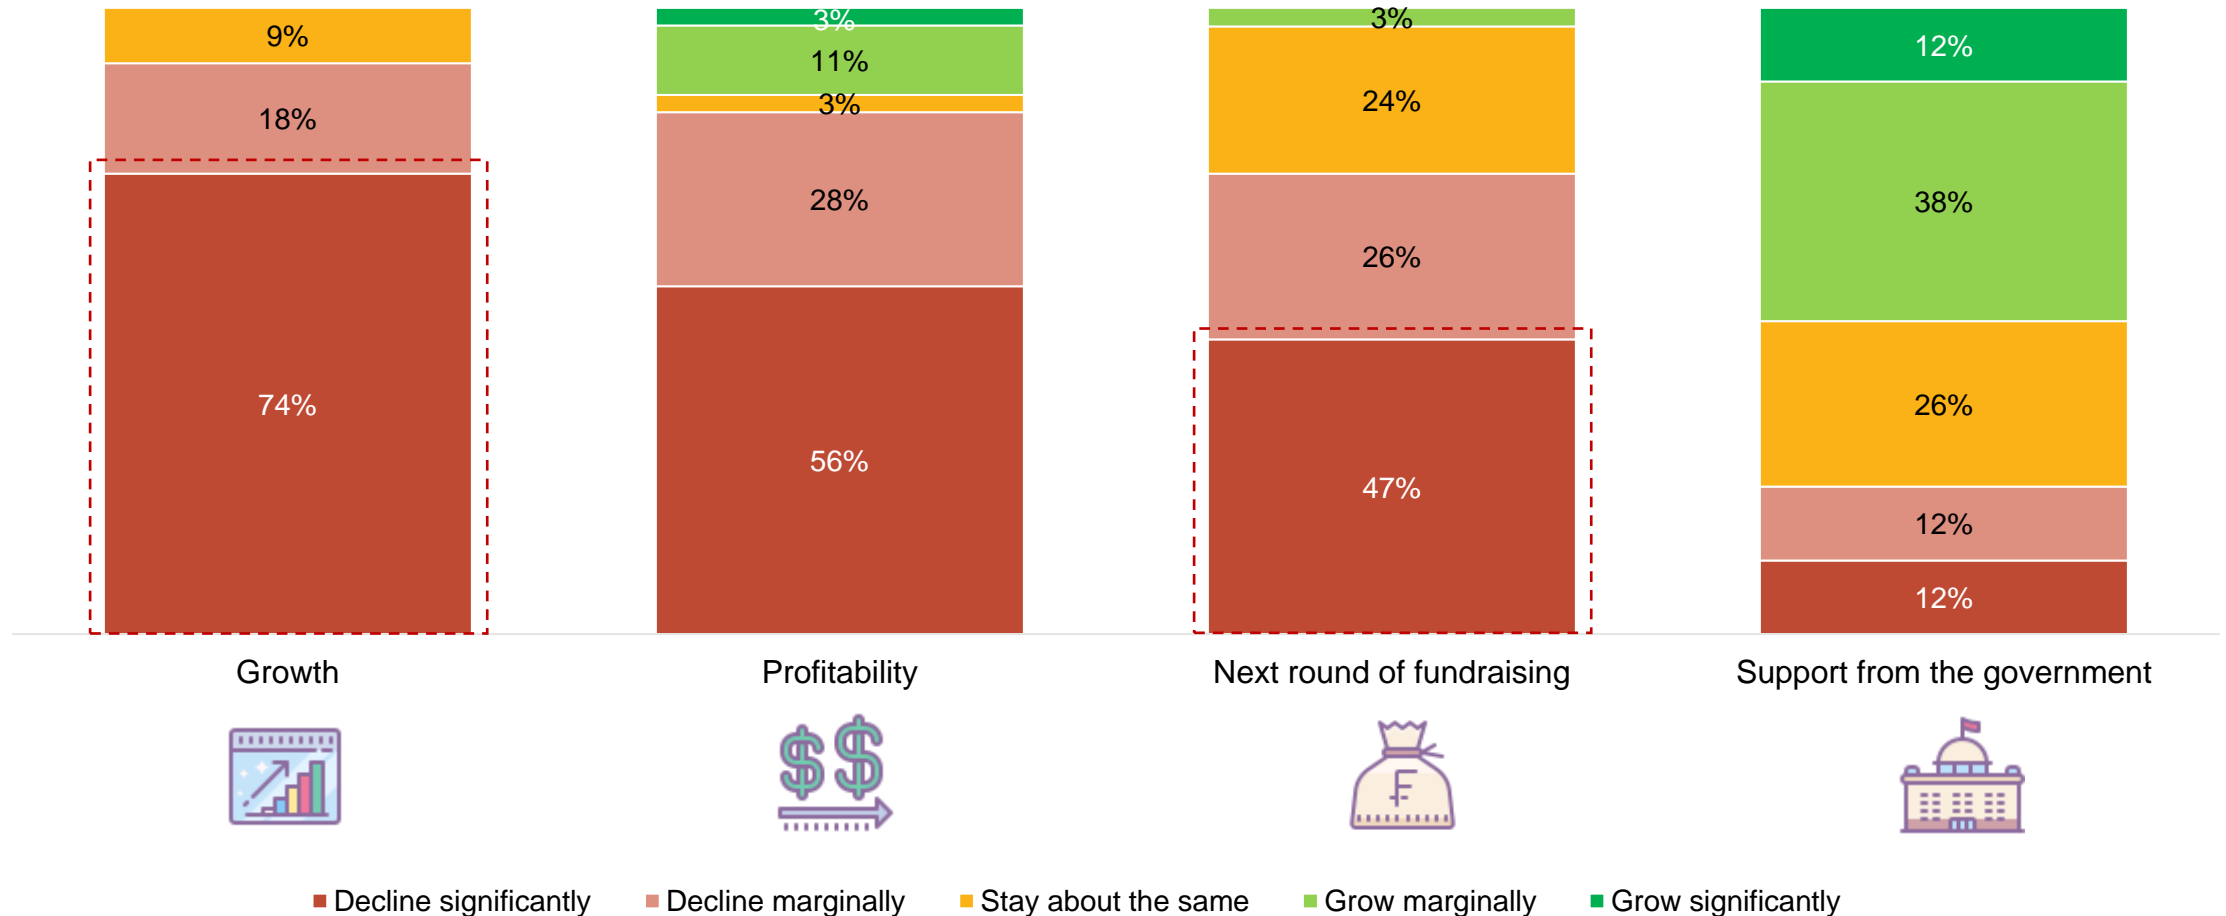 9%
18%
74%
3%
11%
3%
28%
56%
3%
24%
26%
47%
12%
38%
26%
12%
12%
Growth
Profitability
Next round of fundraising
Support from the government
$$
₣
Decline significantly
Decline marginally
Stay about the same
Grow marginally
Grow significantly